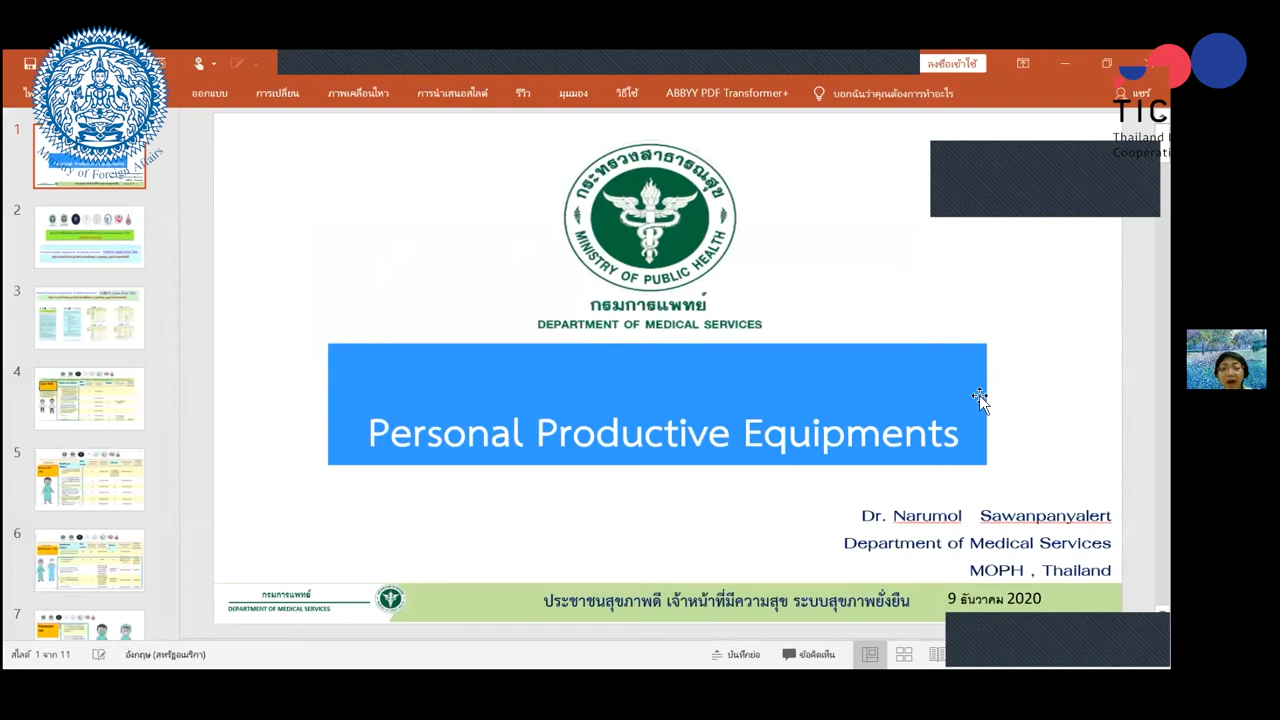 ลงชื่อเข้าใช้
ออกแบบ การเปลี่ยน ภาพเคลื่อนไหว การนำเสนอสไลด์ รีวิว มุมมอง วิธีใช้ ABBYY PDF Transformer+ บอกฉันว่าคุณต้องการทำอะไร แชร์
Ministry of Foreign Affairs
TIC
Thailand
Cooperati
1
2
3
4
5
6
7
กระทรวงสาธารณสุข
MINISTRY OF PUBLIC HEALTH
กรมการแพทย์
DEPARTMENT OF MEDICAL SERVICES
Personal Productive Equipments
Dr. Narumol Sawanpanyalert
Department of Medical Services
MOPH , Thailand
กรมการแพทย์
DEPARTMENT OF MEDICAL SERVICES
ประชาชนสุขภาพดี เจ้าหน้าที่มีความสุข ระบบสุขภาพยั่งยืน
9 ธันวาคม 2020
สไลด์ 1 จาก 11 อังกฤษ (สหรัฐอเมริกา) บันทึกย่อ ข้อคิดเห็น